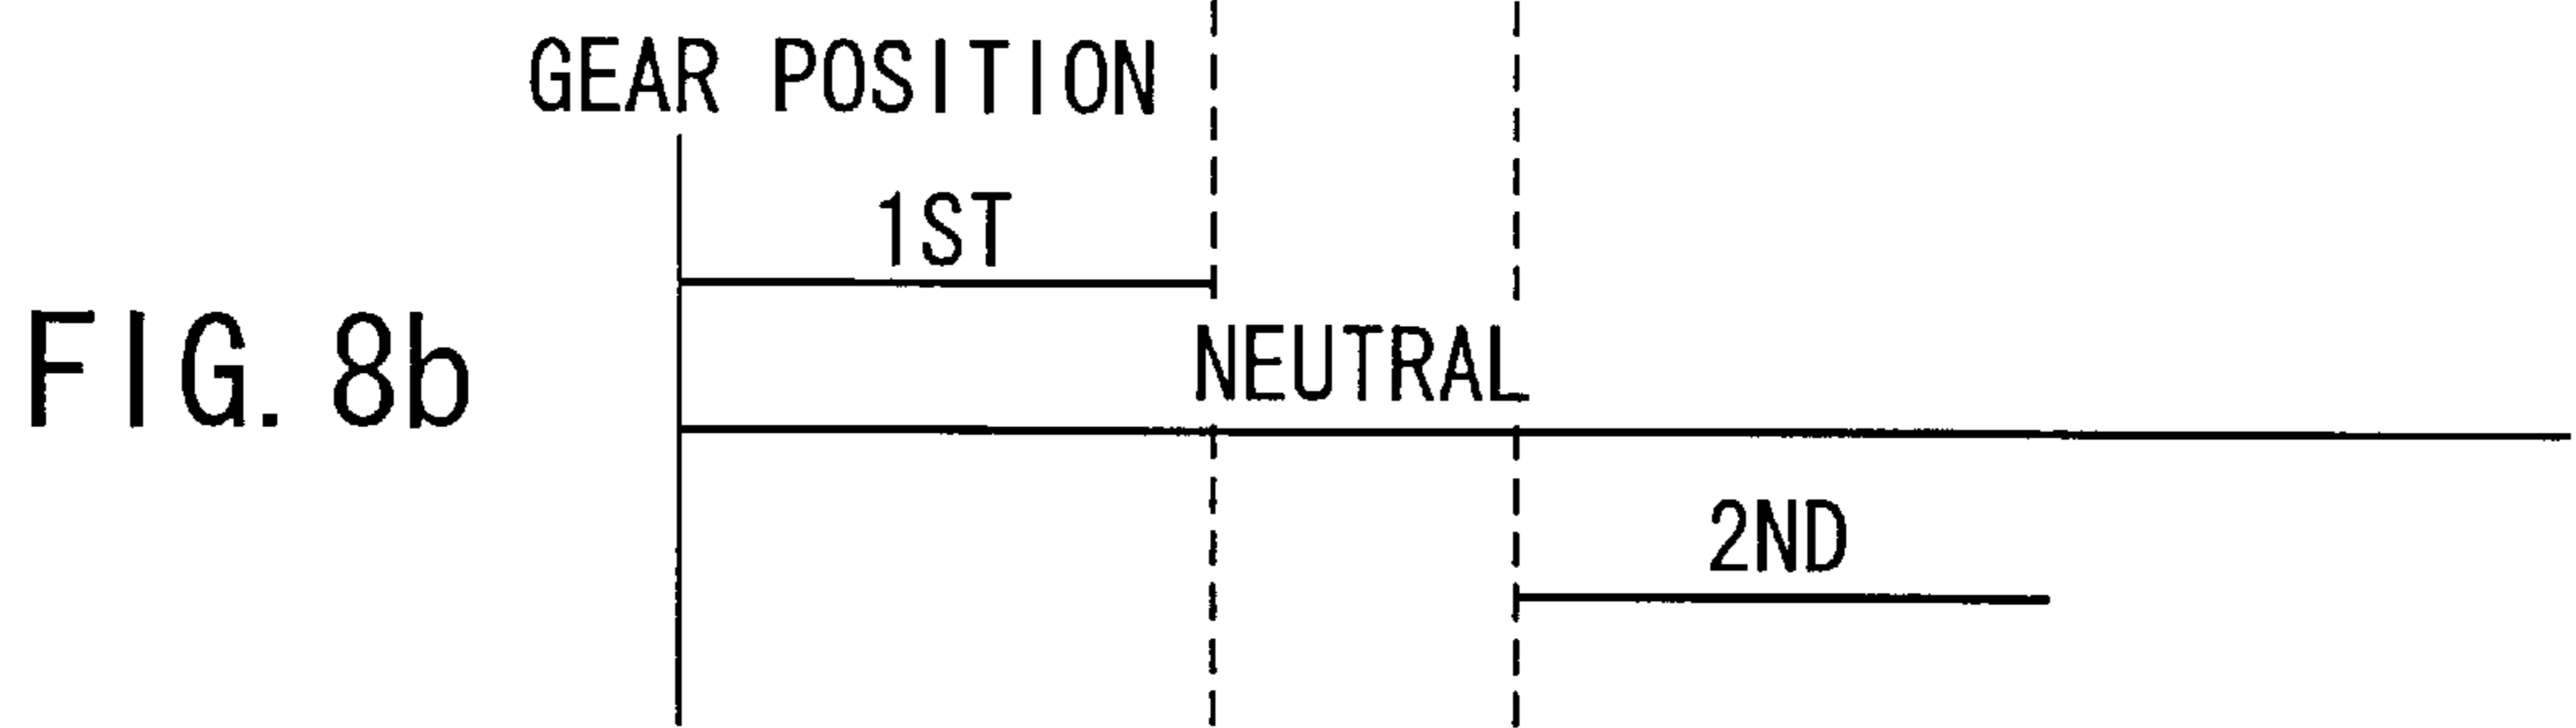 GEAR POSITION
1ST
FIG. 8b
NEUTRAL
2ND